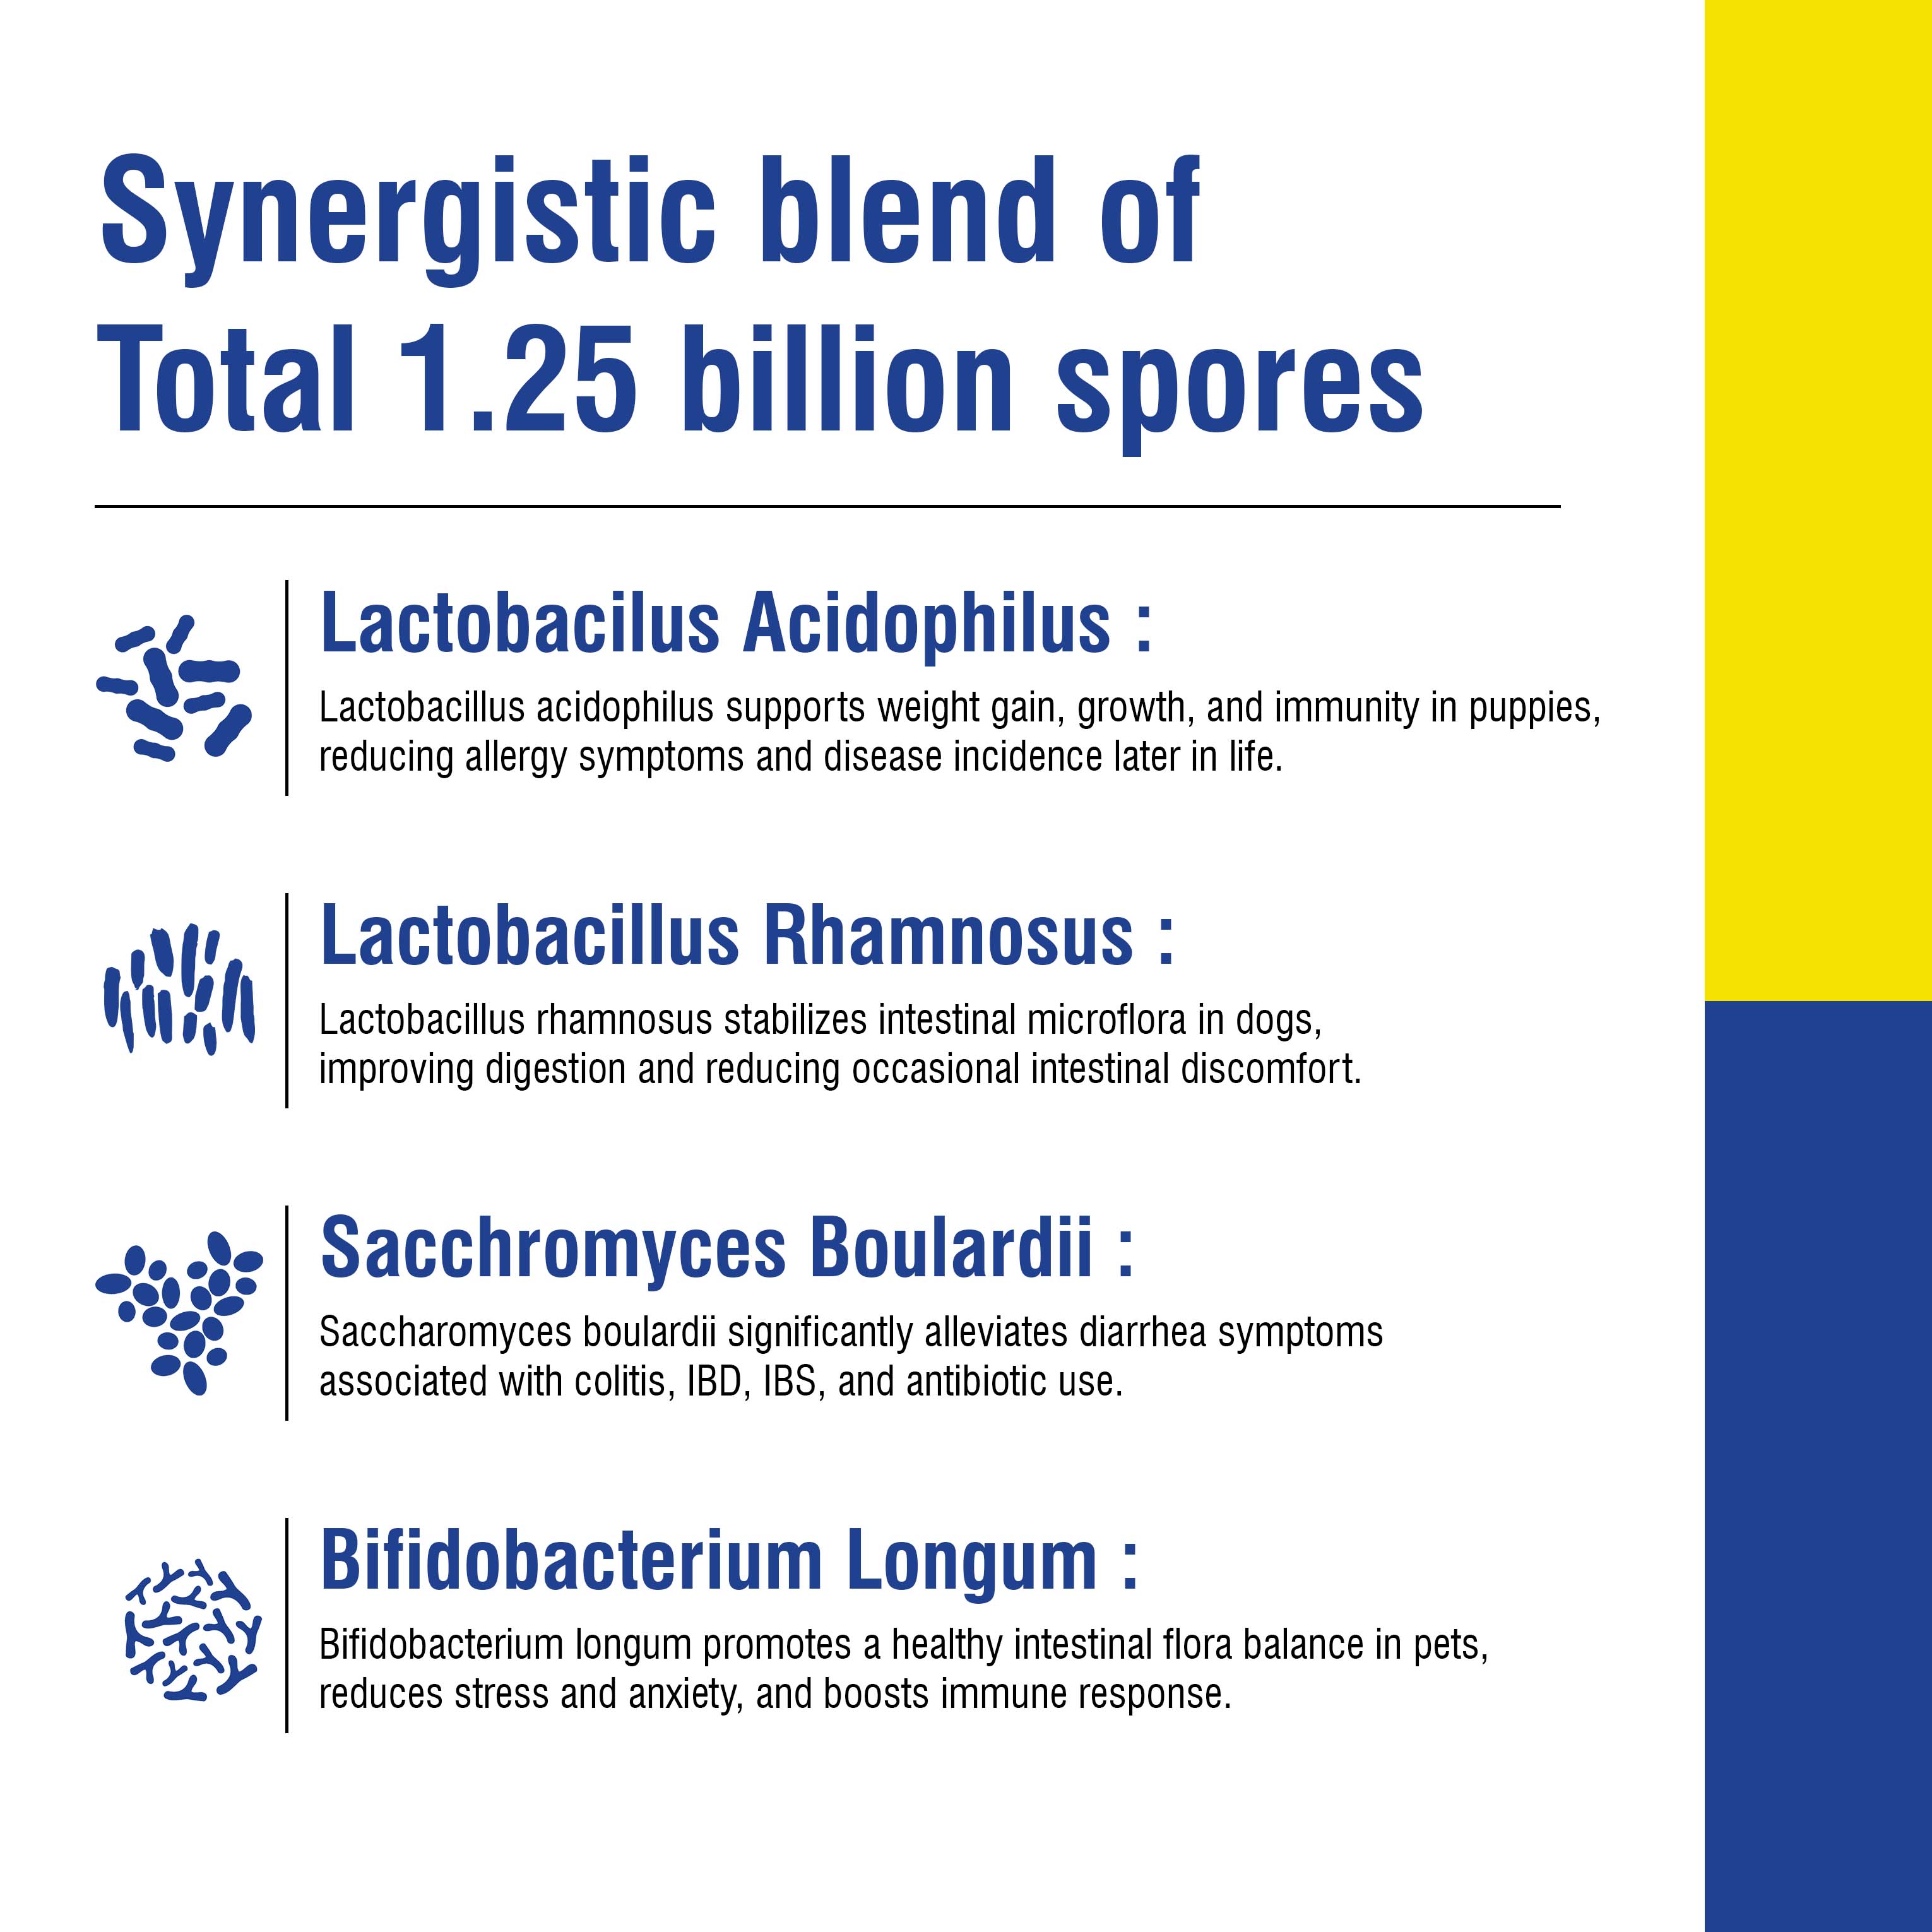 Synergistic blend of
Total 1.25 billion spores
Lactobacilus Acidophilus :
Lactobacillus acidophilus supports weight gain, growth, and immunity in puppies,
reducing allergy symptoms and disease incidence later in life.
Lactobacillus Rhamnosus :
Lactobacillus rhamnosus stabilizes intestinal microflora in dogs,
improving digestion and reducing occasional intestinal discomfort.
Sacchromyces Boulardii :
Saccharomyces boulardii significantly alleviates diarrhea symptoms
associated with colitis, IBD, IBS, and antibiotic use.
Bifidobacterium Longum :
Bifidobacterium longum promotes a healthy intestinal flora balance in pets,
reduces stress and anxiety, and boosts immune response.